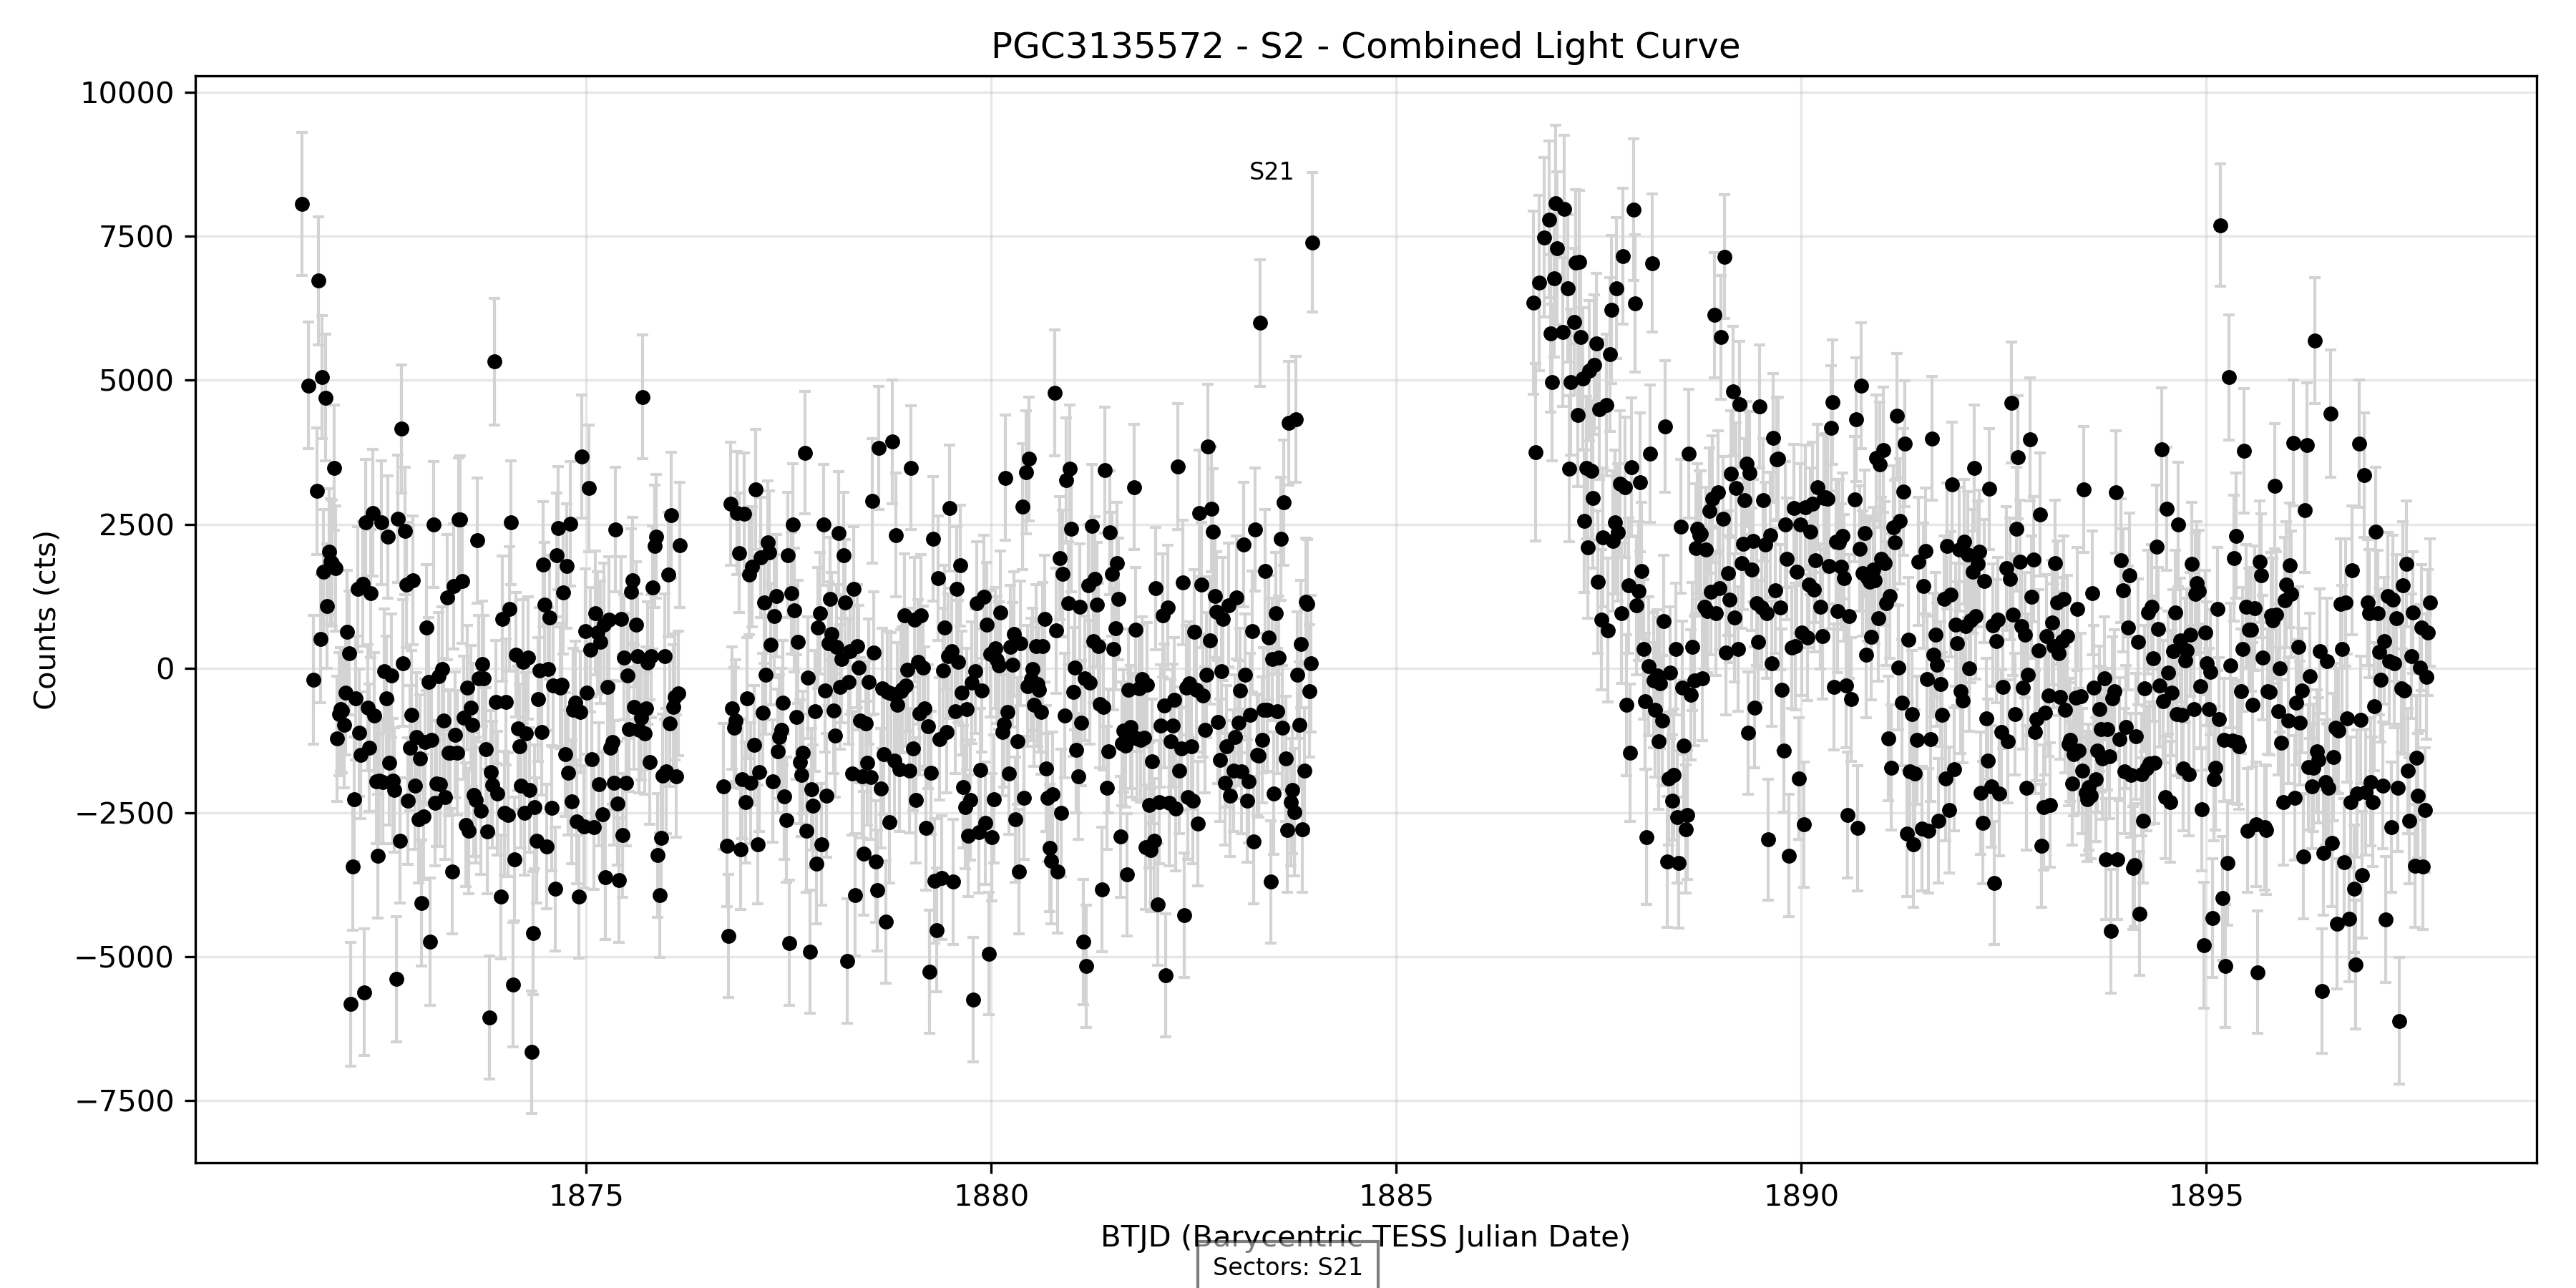 PGC3135572 - S2 - Combined Light Curve
10000
7500
5000
2500
0
−2500
−5000
−7500
Counts (cts)
S21
1875
1880
1885
1890
1895
BTJD (Barycentric TESS Julian Date)
Sectors: S21